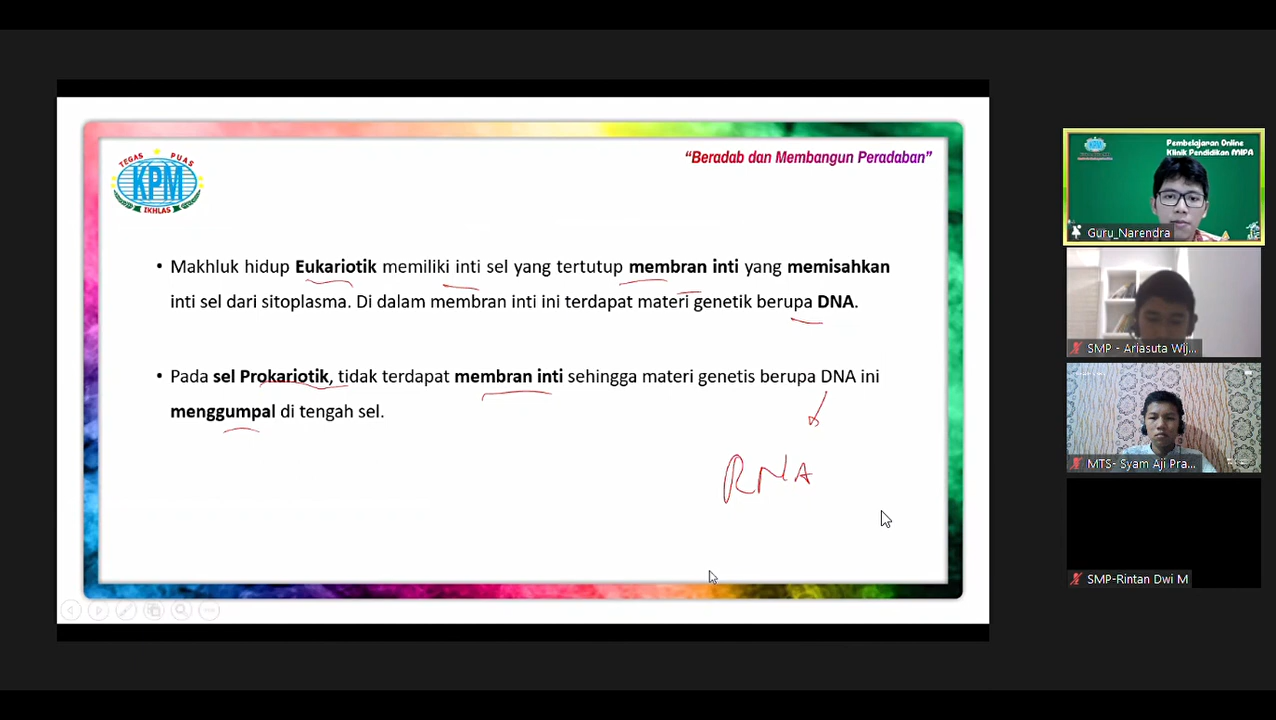 TEGAS PUAS
KPM
IKHLAS
“Beradab dan Membangun Peradaban”
• Makhluk hidup Eukariotik memiliki inti sel yang tertutup membran inti yang memisahkan
inti sel dari sitoplasma. Di dalam membran inti ini terdapat materi genetik berupa DNA.
• Pada sel Prokariotik, tidak terdapat membran inti sehingga materi genetis berupa DNA ini
menggumpal di tengah sel.
RNA
KPM
Pembelajaran Online
Klinik Pendidikan MIPA
Guru_Narendra
SMP - Ariasuta Wij...
MTS- Syam Aji Pra...
SMP-Rintan Dwi M